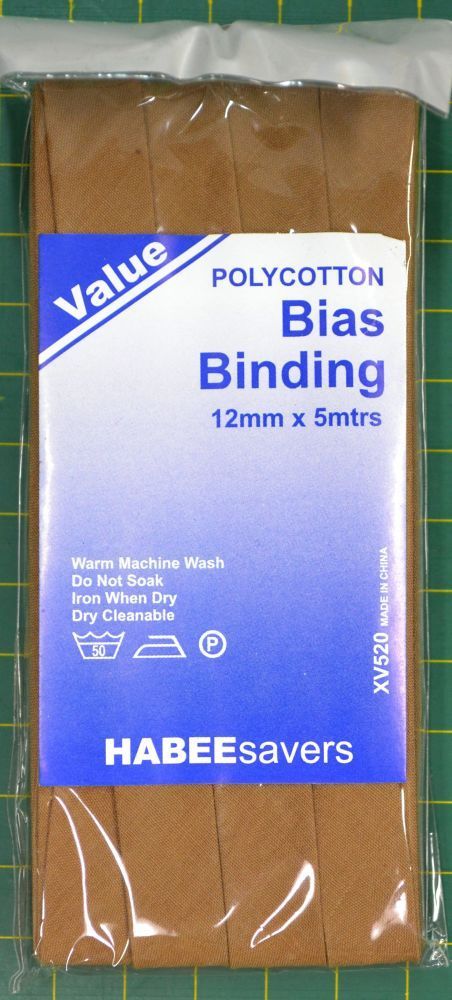 Value
POLYCOTTON
Bias
Binding
12mm x 5mtrs
Warm Machine Wash
Do Not Soak
Iron When Dry
Dry Cleanable
50
P
XV520 MADE IN CHINA
HABEEsavers